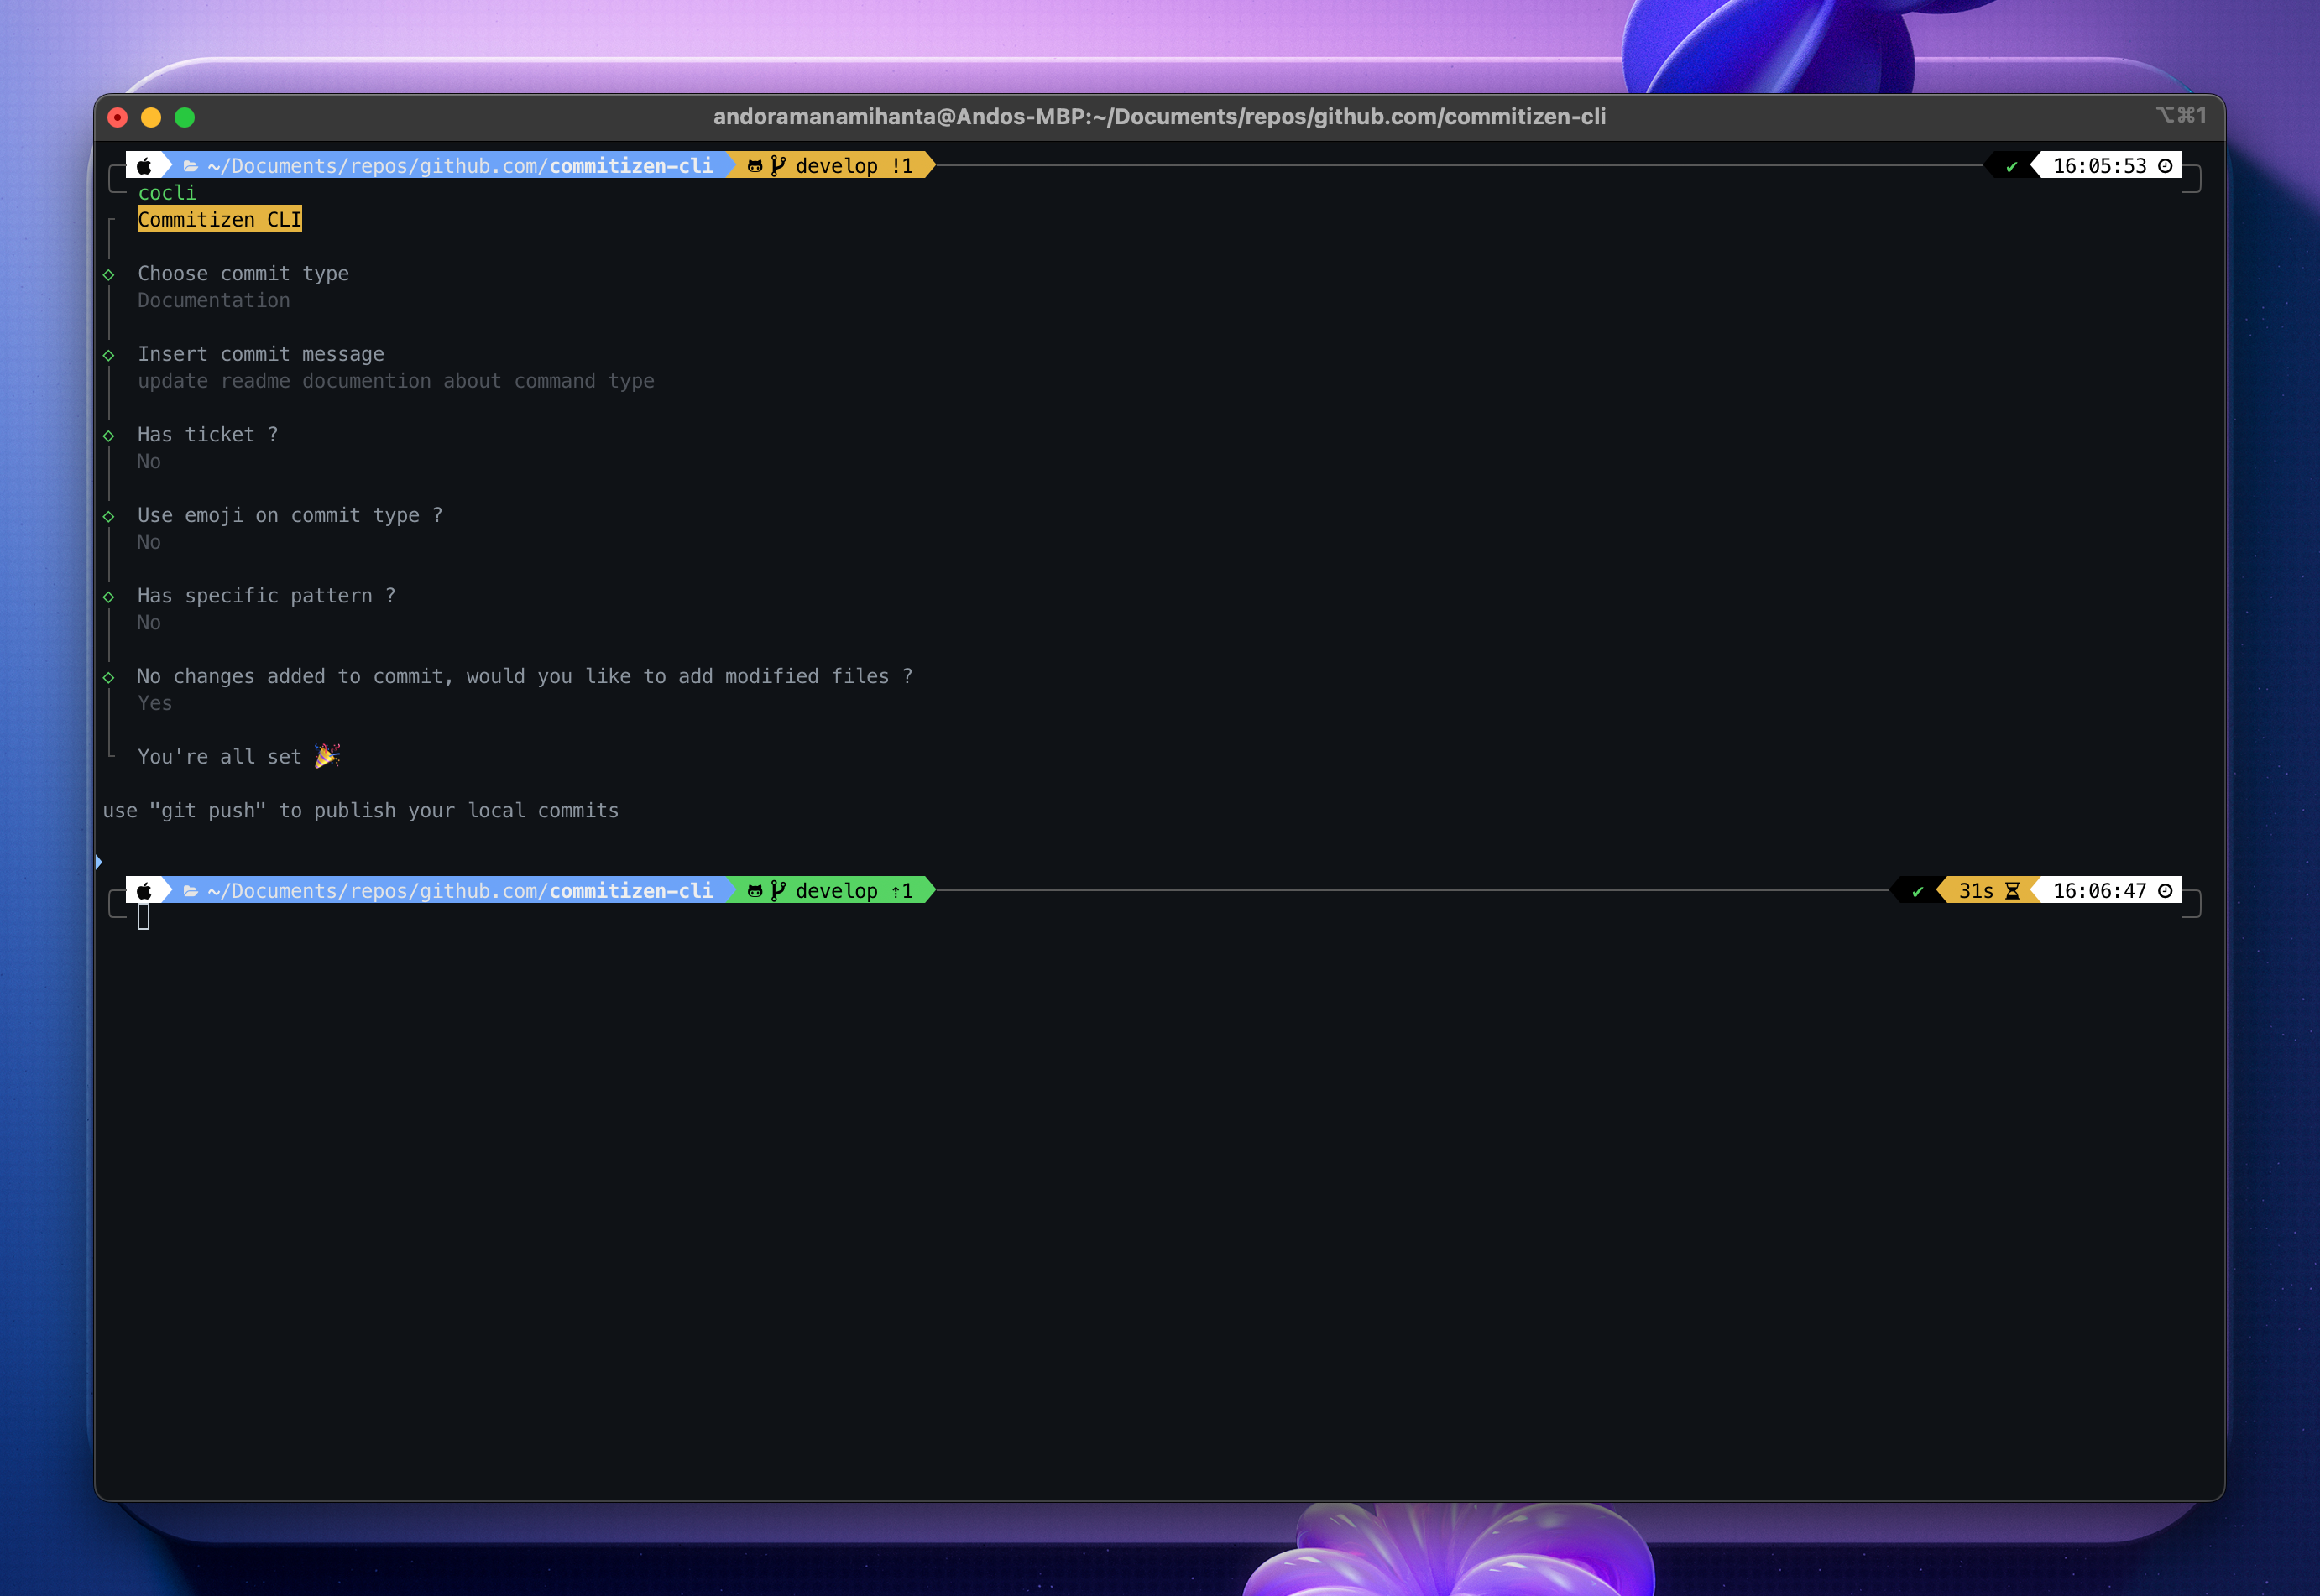 andoramanamihanta@Andos-MBP:~/Documents/repos/github.com/commitizen-cli ⌥⌘1
~/Documents/repos/github.com/commitizen-cli develop !1 ✔ 16:05:53
cocli
Commitizen CLI
Choose commit type
Documentation
Insert commit message
update readme documention about command type
Has ticket ?
No
Use emoji on commit type ?
No
Has specific pattern ?
No
No changes added to commit, would you like to add modified files ?
Yes
You're all set 🎉
use "git push" to publish your local commits
~/Documents/repos/github.com/commitizen-cli develop ⇡1 ✔ 31s 16:06:47